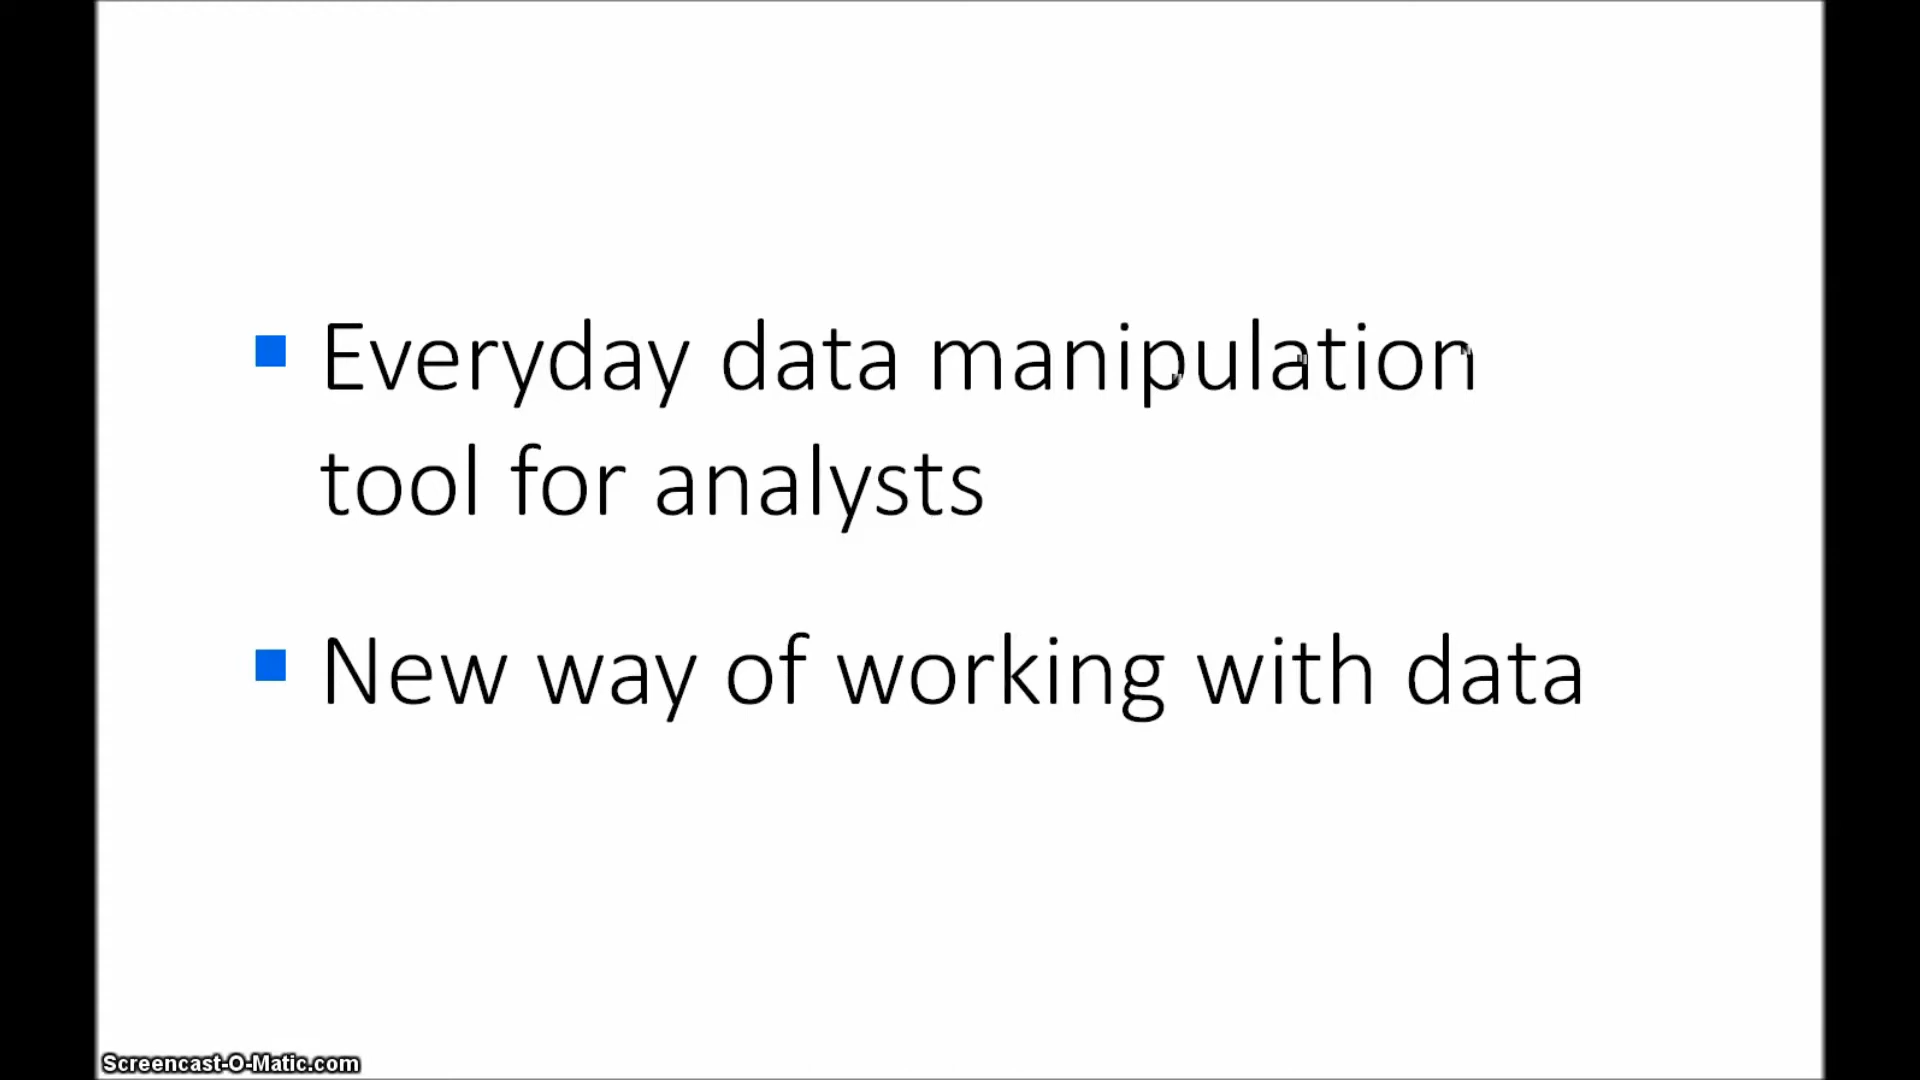 Everyday data manipulation
tool for analysts
New way of working with data
Screencast-O-Matic.com